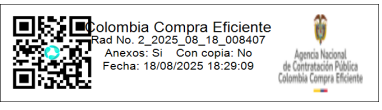 Colombia Compra Eficiente
Rad No. 2_2025_08_18_008407
Anexos: Si Con copia: No
Fecha: 18/08/2025 18:29:09
Agencia Nacional
de Contratación Pública
Colombia Compra Eficiente